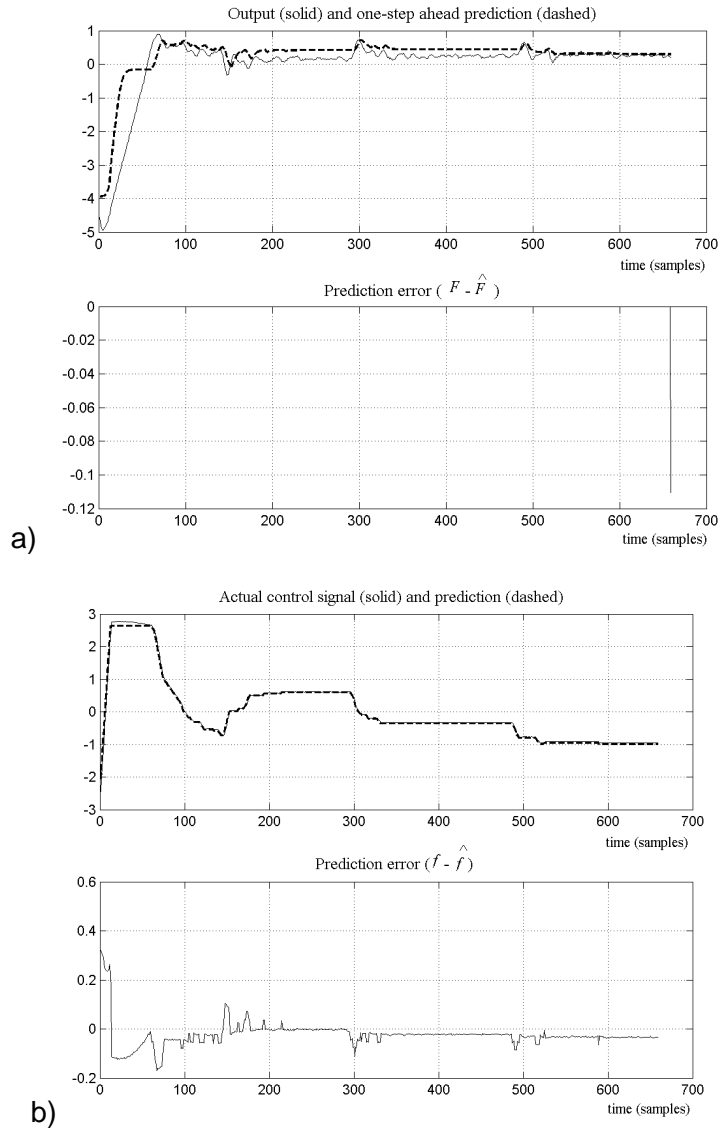 Output (solid) and one-step ahead prediction (dashed)
1
0
-1
-2
-3
-4
-5
0 100 200 300 400 500 600 700
time (samples)
Prediction error ( F - F̂ )
0
-0.02
-0.04
-0.06
-0.08
-0.1
-0.12
0 100 200 300 400 500 600 700
time (samples)
a)
Actual control signal (solid) and prediction (dashed)
3
2
1
0
-1
-2
-3
0 100 200 300 400 500 600 700
time (samples)
Prediction error (f - f̂ )
0.6
0.4
0.2
0
-0.2
0 100 200 300 400 500 600 700
time (samples)
b)